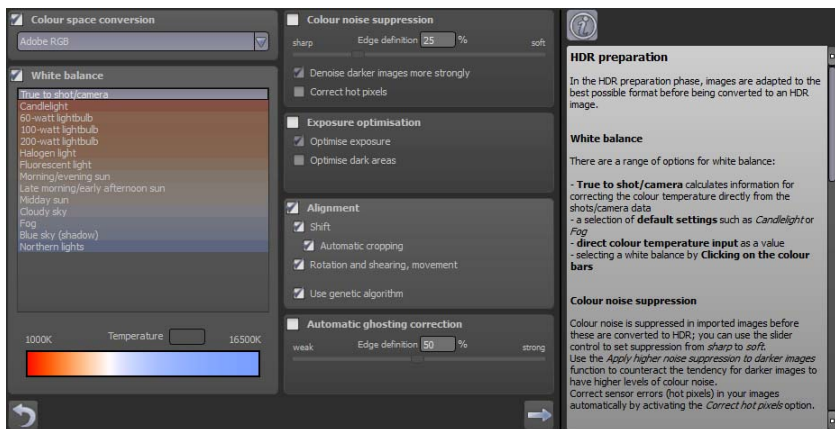 Colour space conversion
Adobe RGB
White balance
True to shot/camera
Candlelight
60-watt lightbulb
100-watt lightbulb
200-watt lightbulb
Halogen light
Fluorescent light
Morning/evening sun
Late morning/early afternoon sun
Midday sun
Cloudy sky
Fog
Blue sky (shadow)
Northern lights
1000K Temperature 16500K
Colour noise suppression
sharp Edge definition 25 % soft
Denoise darker images more strongly
Correct hot pixels
Exposure optimisation
Optimise exposure
Optimise dark areas
Alignment
Shift
Automatic cropping
Rotation and shearing, movement
Use genetic algorithm
Automatic ghosting correction
weak Edge definition 50 % strong
HDR preparation
In the HDR preparation phase, images are adapted to the
best possible format before being converted to an HDR
image.
White balance
There are a range of options for white balance:
- True to shot/camera calculates information for
correcting the colour temperature directly from the
shots/camera data
- a selection of default settings such as Candlelight or
Fog
- direct colour temperature input as a value
- selecting a white balance by Clicking on the colour
bars
Colour noise suppression
Colour noise is suppressed in imported images before
these are converted to HDR; you can use the slider
control to set suppression from sharp to soft.
Use the Apply higher noise suppression to darker images
function to counteract the tendency for darker images to
have higher levels of colour noise.
Correct sensor errors (hot pixels) in your images
automatically by activating the Correct hot pixels option.